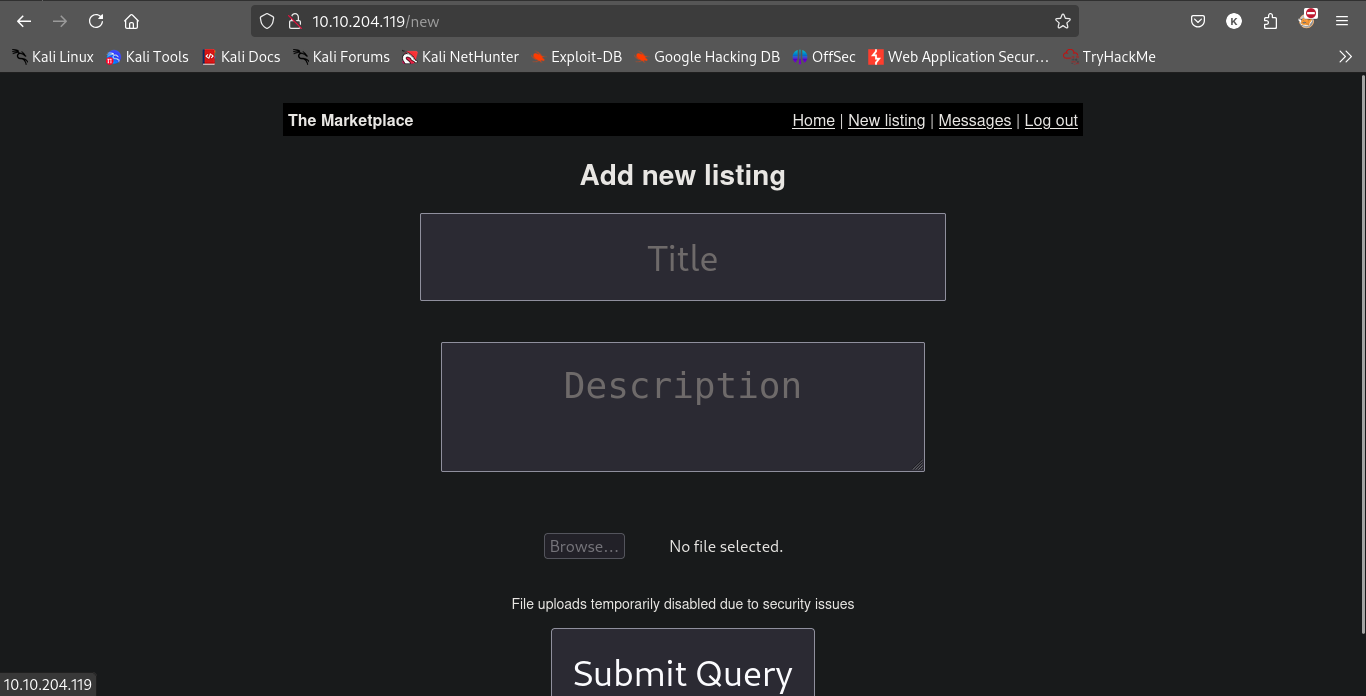 10.10.204.119/new
K
Kali Linux Kali Tools Kali Docs Kali Forums Kali NetHunter Exploit-DB Google Hacking DB OffSec Web Application Secur… TryHackMe
The Marketplace Home | New listing | Messages | Log out
Add new listing
Title
Description
Browse… No file selected.
File uploads temporarily disabled due to security issues
Submit Query
10.10.204.119